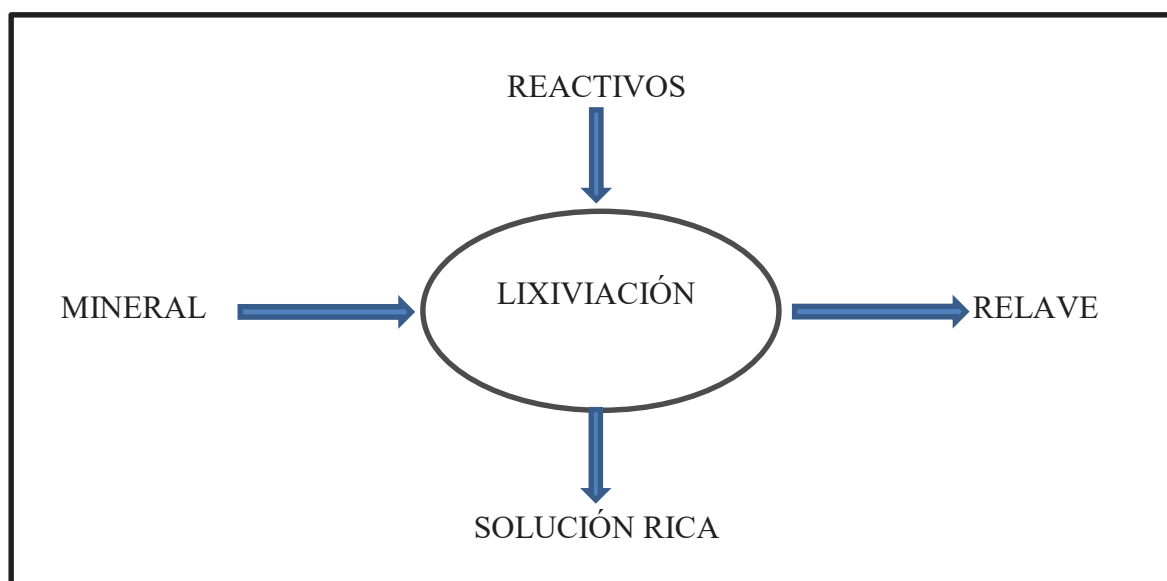 REACTIVOS
LIXIVIACIÓN
MINERAL
RELAVE
SOLUCIÓN RICA